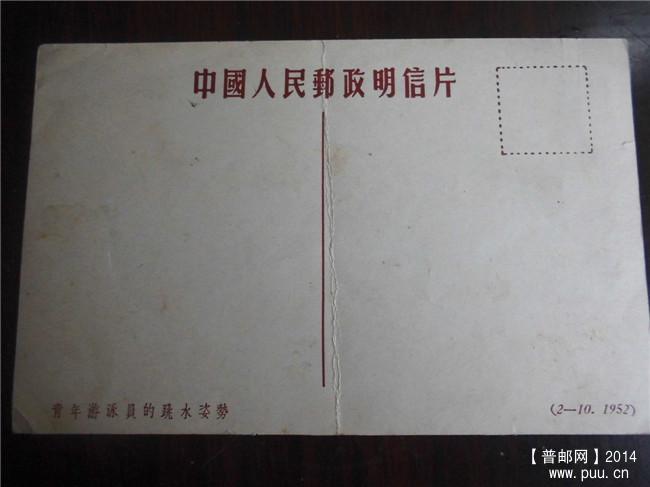 中國人民郵政明信片
青年游泳員的跳水姿勢
(2—10. 1952)
【普邮网】2014
www.puu.cn